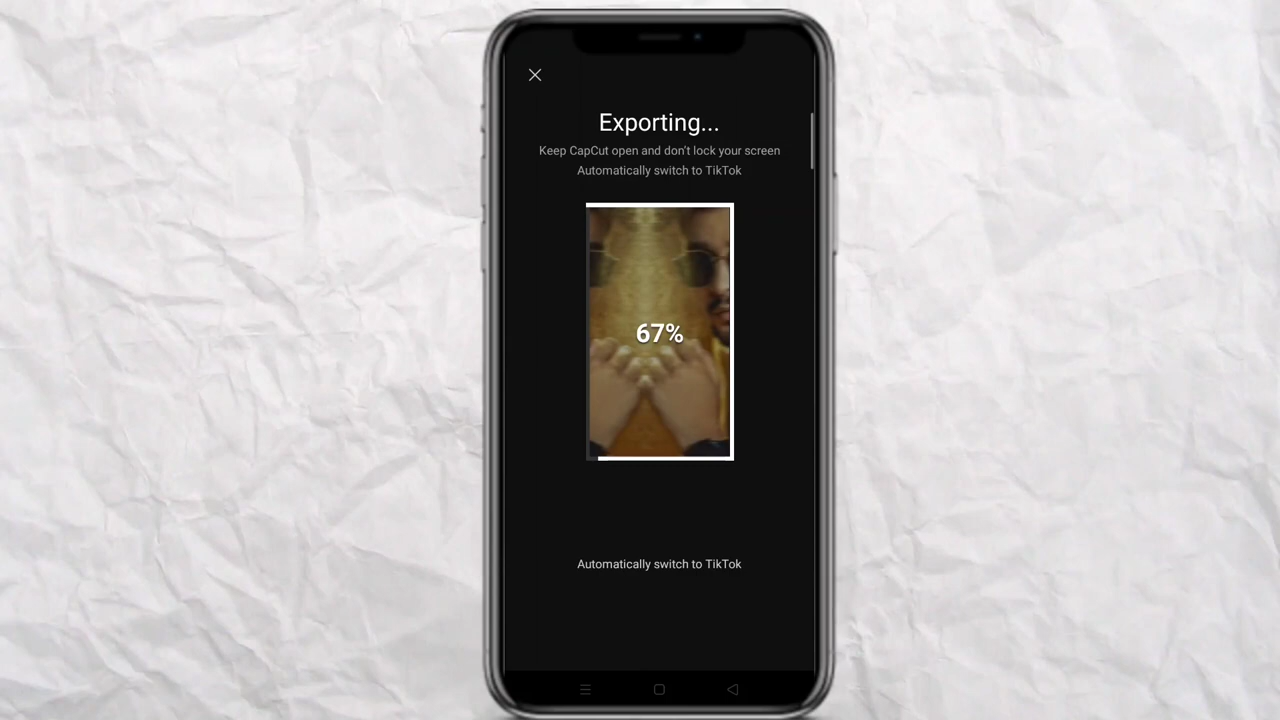 Exporting...
Keep CapCut open and don't lock your screen
Automatically switch to TikTok
67%
Automatically switch to TikTok